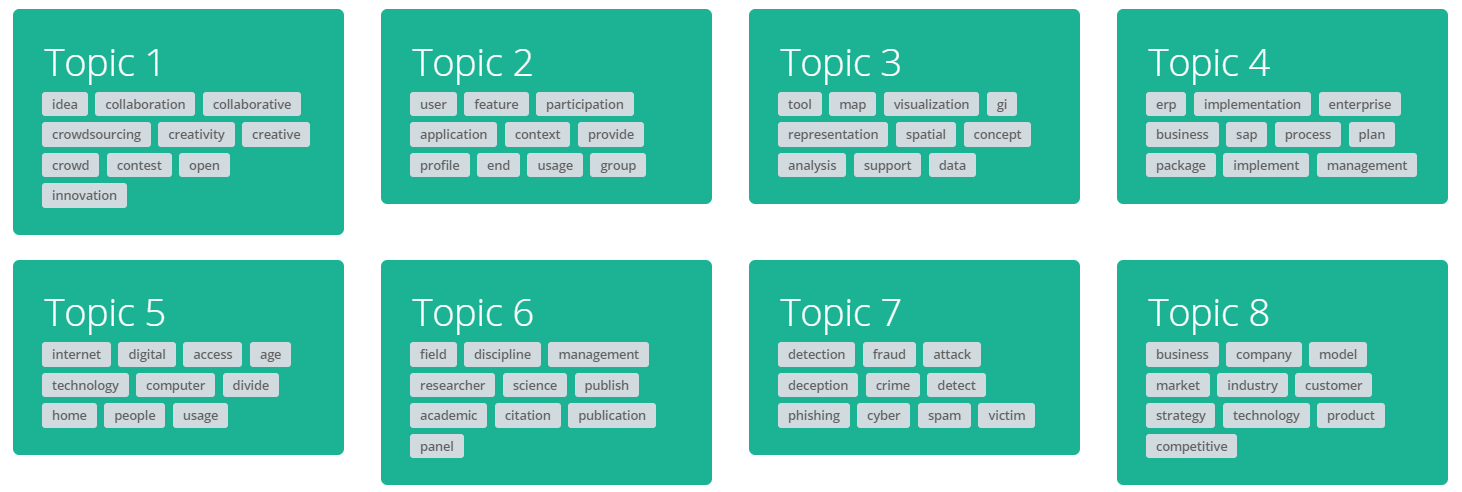 Topic 1
idea collaboration collaborative
crowdsourcing creativity creative
crowd contest open
innovation
Topic 2
user feature participation
application context provide
profile end usage group
Topic 3
tool map visualization gi
representation spatial concept
analysis support data
Topic 4
erp implementation enterprise
business sap process plan
package implement management
Topic 5
internet digital access age
technology computer divide
home people usage
Topic 6
field discipline management
researcher science publish
academic citation publication
panel
Topic 7
detection fraud attack
deception crime detect
phishing cyber spam victim
Topic 8
business company model
market industry customer
strategy technology product
competitive